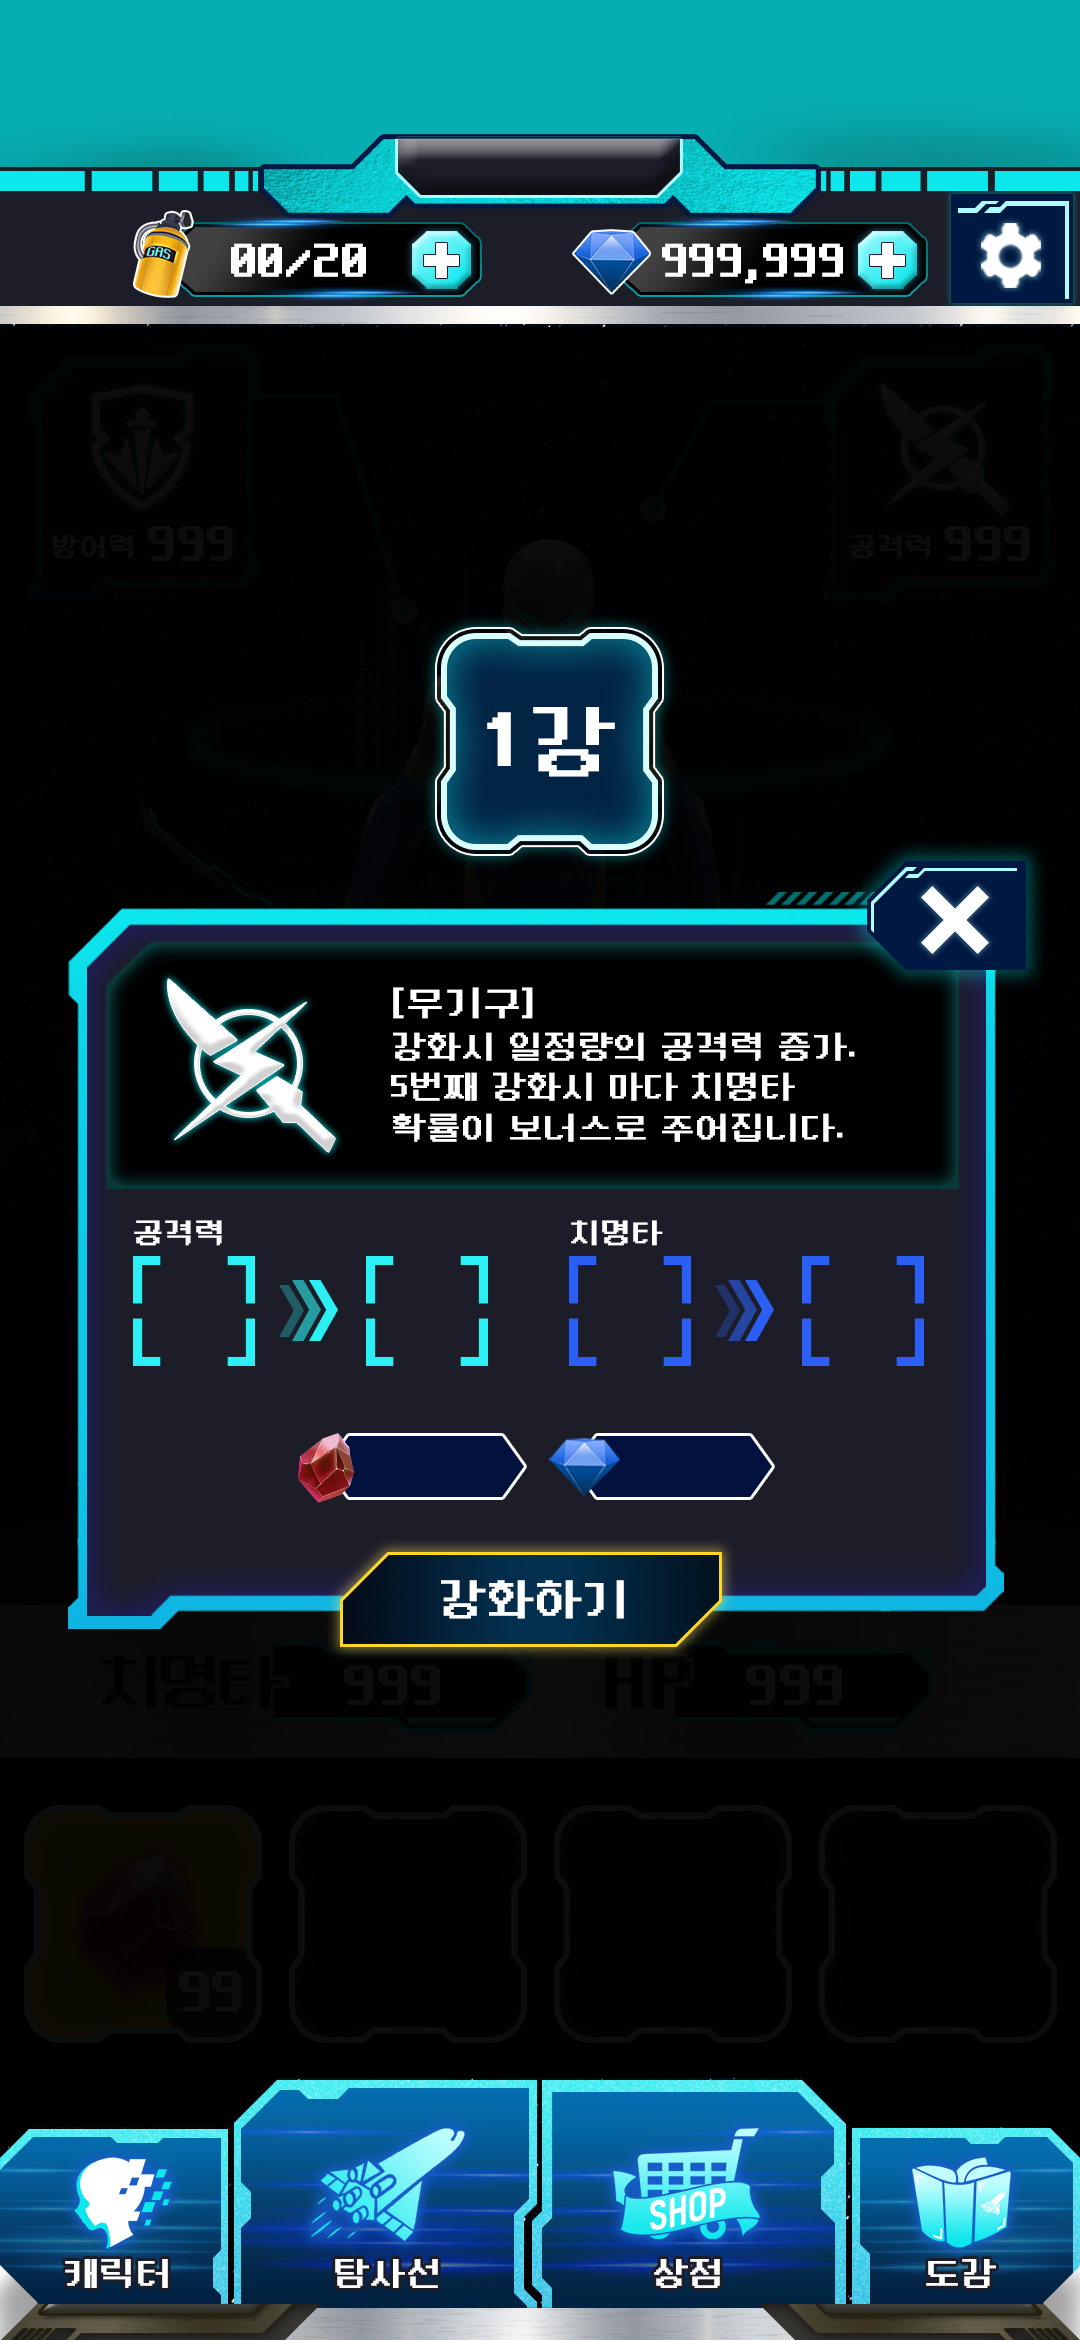 GAS
00/20
999,999
방어력 999
공격력 999
1강
[무기구]
강화시 일정량의 공격력 증가.
5번째 강화시 마다 치명타
확률이 보너스로 주어집니다.
공격력
치명타
강화하기
치명타 999
HP 999
99
SHOP
캐릭터
탐사선
상점
도감